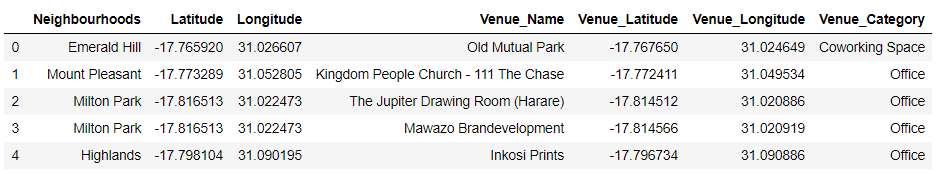 Neighbourhoods Latitude Longitude Venue_Name Venue_Latitude Venue_Longitude Venue_Category
0 Emerald Hill -17.765920 31.026607 Old Mutual Park -17.767650 31.024649 Coworking Space
1 Mount Pleasant -17.773289 31.052805 Kingdom People Church - 111 The Chase -17.772411 31.049534 Office
2 Milton Park -17.816513 31.022473 The Jupiter Drawing Room (Harare) -17.814512 31.020886 Office
3 Milton Park -17.816513 31.022473 Mawazo Brandevelopment -17.814566 31.020919 Office
4 Highlands -17.798104 31.090195 Inkosi Prints -17.796734 31.090886 Office